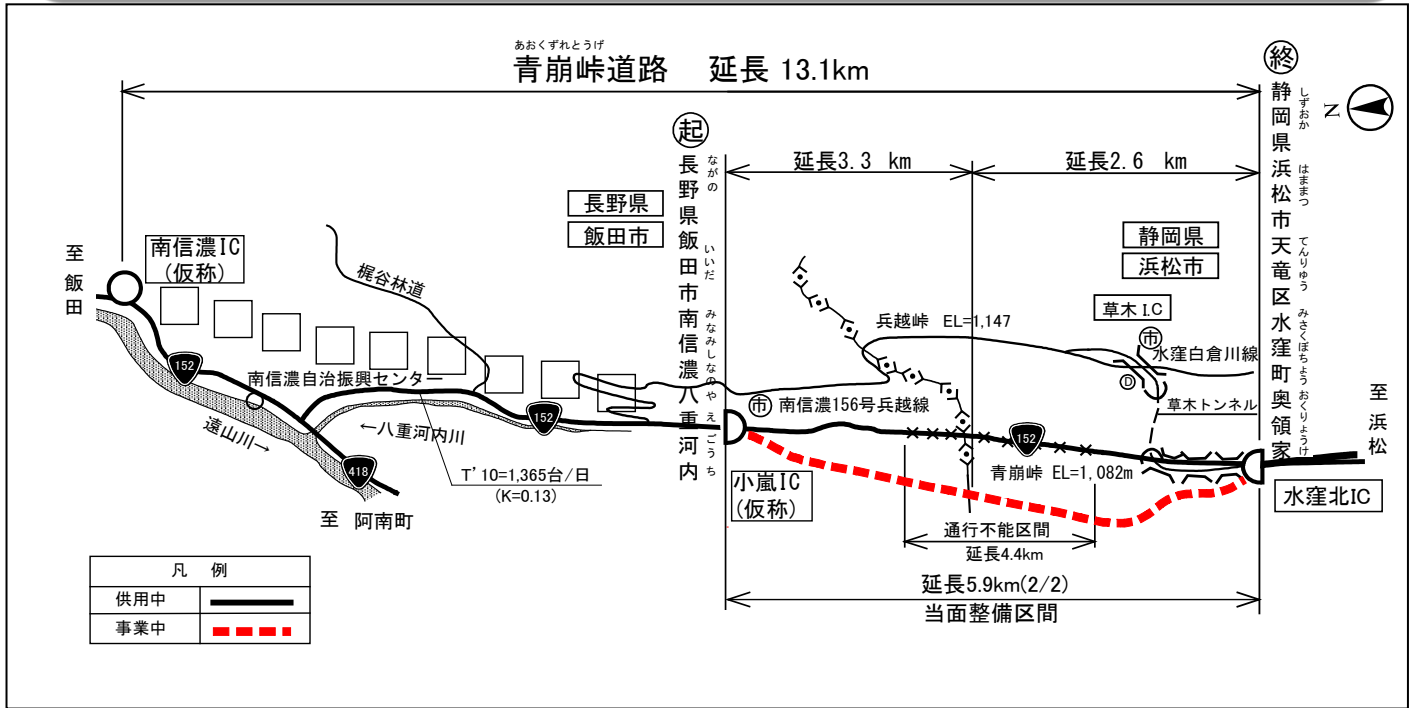 あおくずれとうげ
青崩峠道路 延長 13.1km
終
しずおか はままつ てんりゅう みさくぼちょう おくりょうけ
静岡県浜松市天竜区水窪町奥領家
N
起
ながの いいだ みなみしなの やえごうち
長野県飯田市南信濃八重河内
延長3.3 km
延長2.6 km
長野県
飯田市
静岡県
浜松市
至飯田
南信濃IC
(仮称)
梶谷林道
兵越峠 EL=1,147
草木 I.C
市
水窪白倉川線
D
草木トンネル
至浜松
152
南信濃自治振興センター
遠山川→
←八重河内川
152
市 南信濃156号兵越線
152
418
T' 10=1,365台/日
(K=0.13)
青崩峠 EL=1,082m
小嵐IC
(仮称)
水窪北IC
至 阿南町
通行不能区間
延長4.4km
延長5.9km(2/2)
当面整備区間
凡 例
供用中
事業中